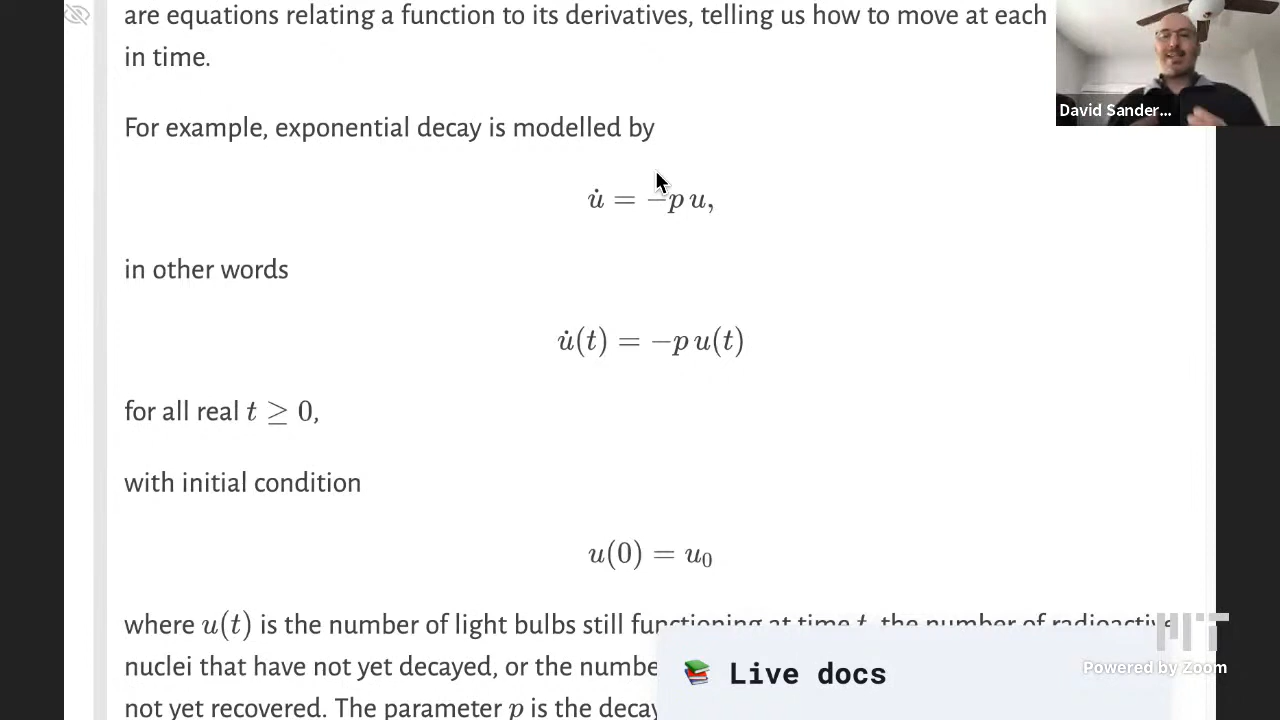 are equations relating a function to its derivatives, telling us how to move at each
in time.
David Sander...
For example, exponential decay is modelled by
u̇ = −p u,
in other words
u̇(t) = −p u(t)
for all real t ≥ 0,
with initial condition
u(0) = u₀
where u(t) is the number of light bulbs still functioning at time t, the number of radioactive
nuclei that have not yet decayed, or the numbe
not yet recovered. The parameter p is the decay
Live docs
MIT
Powered by Zoom